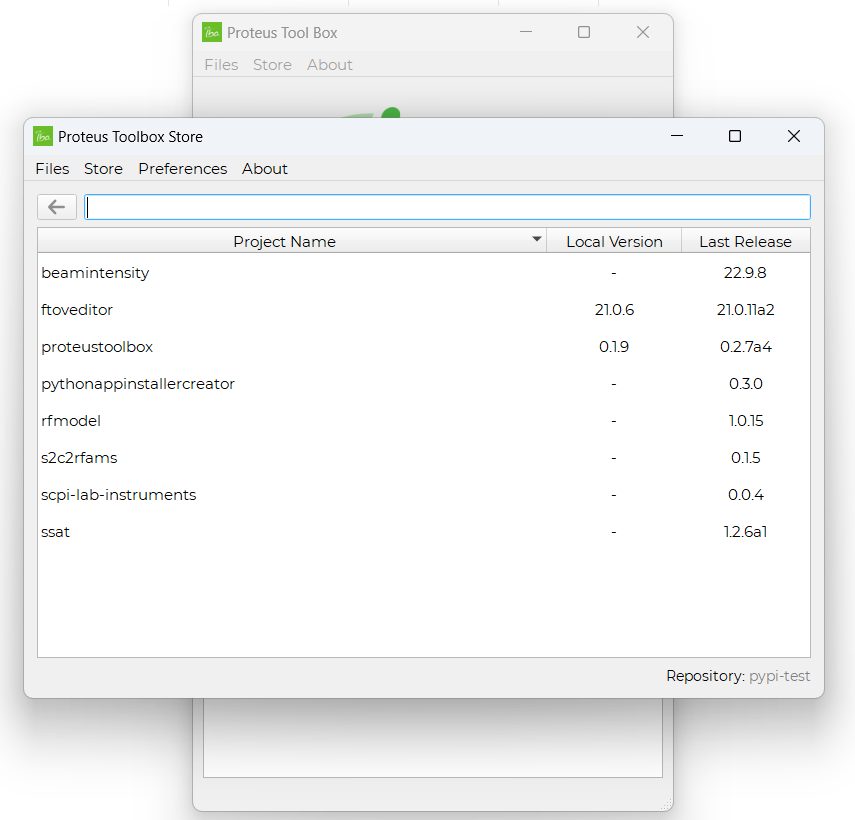 Proteus Tool Box
Files Store About
iba Proteus Toolbox Store
Files Store Preferences About
Project Name Local Version Last Release
beamintensity - 22.9.8
ftoveditor 21.0.6 21.0.11a2
proteustoolbox 0.1.9 0.2.7a4
pythonappinstallercreator - 0.3.0
rfmodel - 1.0.15
s2c2rfams - 0.1.5
scpi-lab-instruments - 0.0.4
ssat - 1.2.6a1
Repository: pypi-test